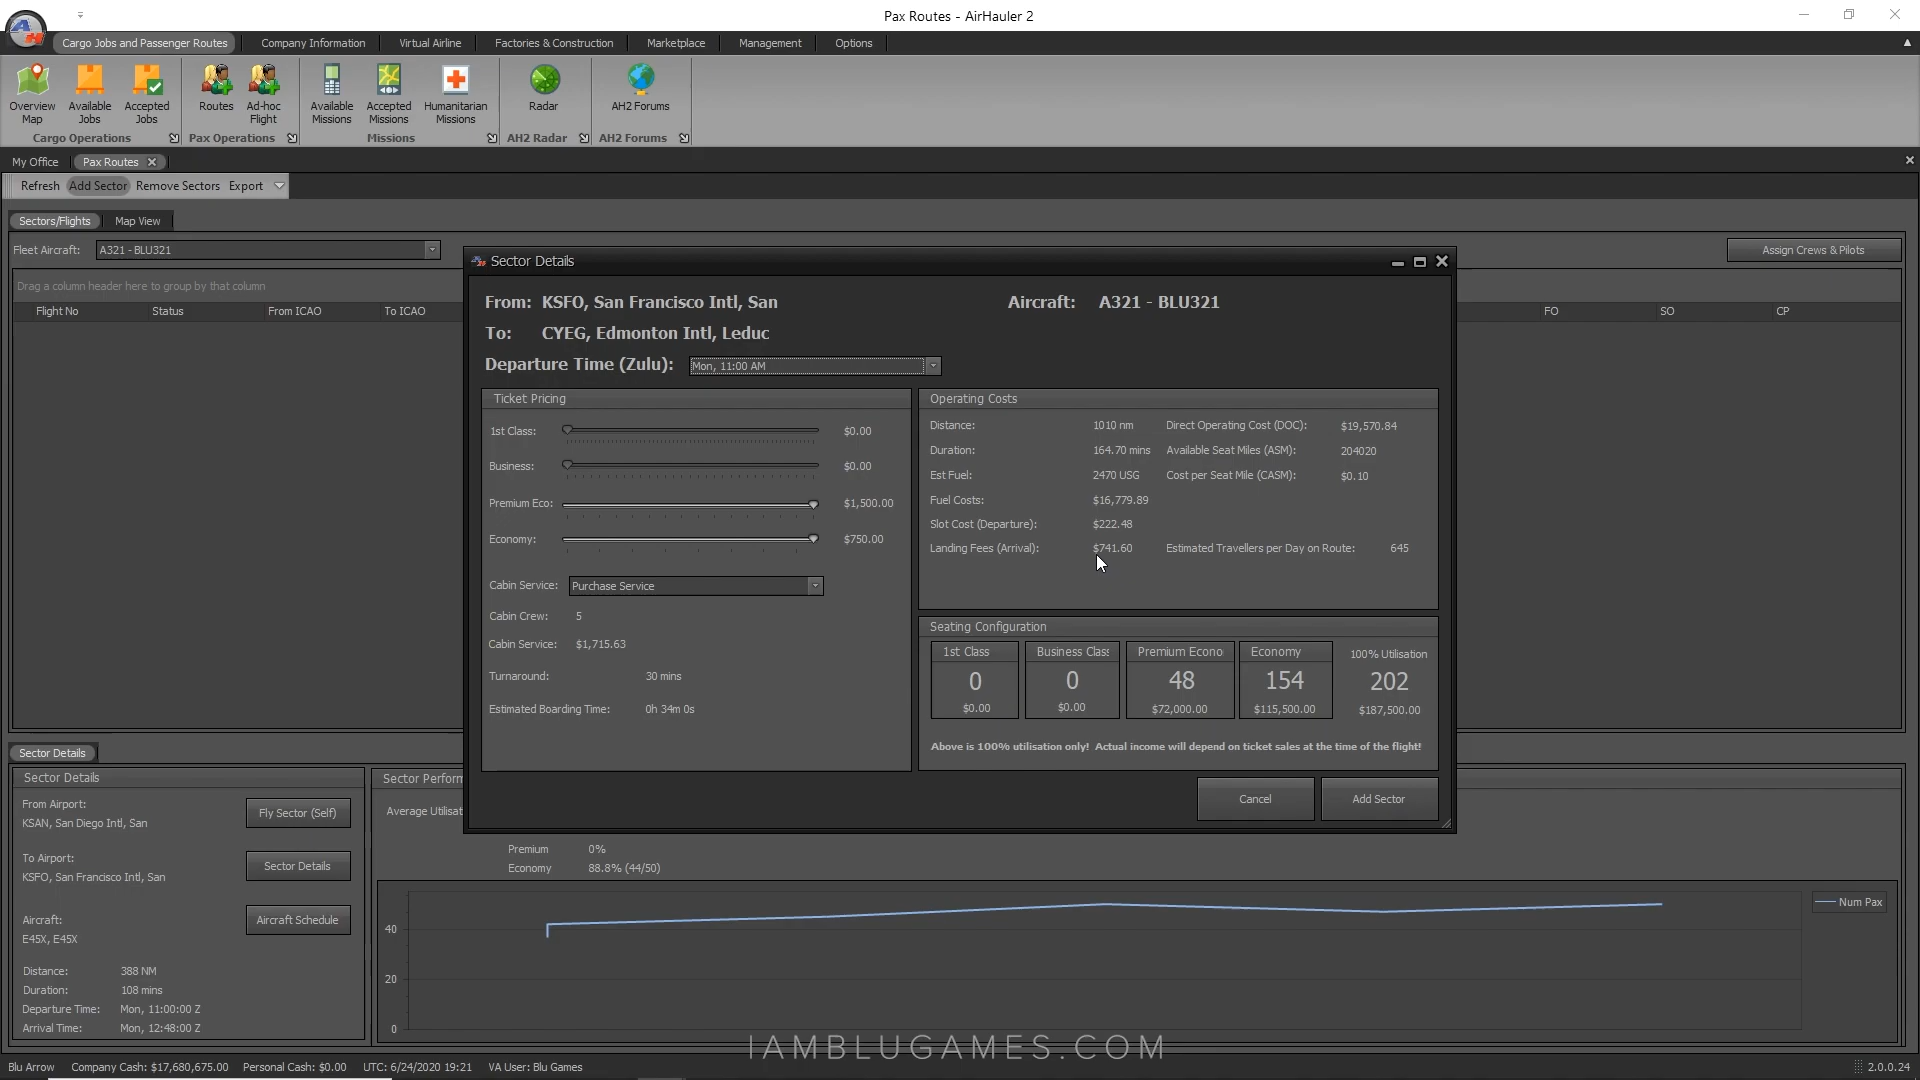 Pax Routes - AirHauler 2
Cargo Jobs and Passenger Routes
Company Information
Virtual Airline
Factories & Construction
Marketplace
Management
Options
Overview Map
Available Jobs
Accepted Jobs
Routes
Ad-hoc Flight
Available Missions
Accepted Missions
Humanitarian Missions
Radar
AH2 Forums
Cargo Operations
Pax Operations
Missions
AH2 Radar
AH2 Forums
My Office
Pax Routes
Refresh
Add Sector
Remove Sectors
Export
Sectors/Flights
Map View
Fleet Aircraft: A321 - BLU321
Assign Crews & Pilots
Drag a column header here to group by that column
Flight No
Status
From ICAO
To ICAO
FO
SO
CP
Sector Details
From: KSFO, San Francisco Intl, San
Aircraft: A321 - BLU321
To: CYEG, Edmonton Intl, Leduc
Departure Time (Zulu): Mon, 11:00 AM
Ticket Pricing
1st Class: $0.00
Business: $0.00
Premium Eco: $1,500.00
Economy: $750.00
Cabin Service: Purchase Service
Cabin Crew: 5
Cabin Service: $1,715.63
Turnaround: 30 mins
Estimated Boarding Time: 0h 34m 0s
Operating Costs
Distance: 1010 nm
Direct Operating Cost (DOC): $19,570.84
Duration: 164.70 mins
Available Seat Miles (ASM): 204020
Est Fuel: 2470 USG
Cost per Seat Mile (CASM): $0.10
Fuel Costs: $16,779.89
Slot Cost (Departure): $222.48
Landing Fees (Arrival): $741.60
Estimated Travellers per Day on Route: 645
Seating Configuration
1st Class
0
$0.00
Business Clas
0
$0.00
Premium Econo
48
$72,000.00
Economy
154
$115,500.00
100% Utilisation
202
$187,500.00
Above is 100% utilisation only! Actual income will depend on ticket sales at the time of the flight!
Cancel
Add Sector
Sector Details
Sector Details
From Airport:
KSAN, San Diego Intl, San
Fly Sector (Self)
To Airport:
KSFO, San Francisco Intl, San
Sector Details
Aircraft:
E45X, E45X
Aircraft Schedule
Distance: 388 NM
Duration: 108 mins
Departure Time: Mon, 11:00:00 Z
Arrival Time: Mon, 12:48:00 Z
Sector Perform
Average Utilisat
Premium 0%
Economy 88.8% (44/50)
Num Pax
40
20
0
IAMBLUGAMES.COM
Blu Arrow
Company Cash: $17,680,675.00
Personal Cash: $0.00
UTC: 6/24/2020 19:21
VA User: Blu Games
2.0.0.24